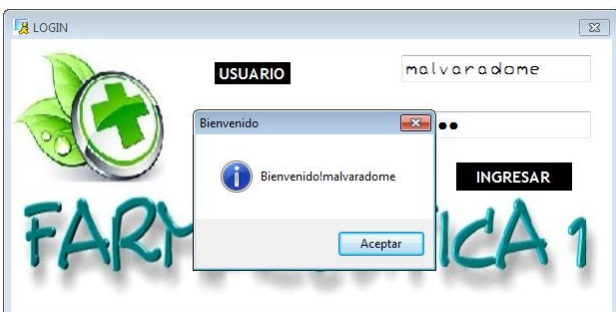 LOGIN
USUARIO
malvaradome
Bienvenido
Bienvenido!malvaradome
INGRESAR
Aceptar
FARM ICA 1